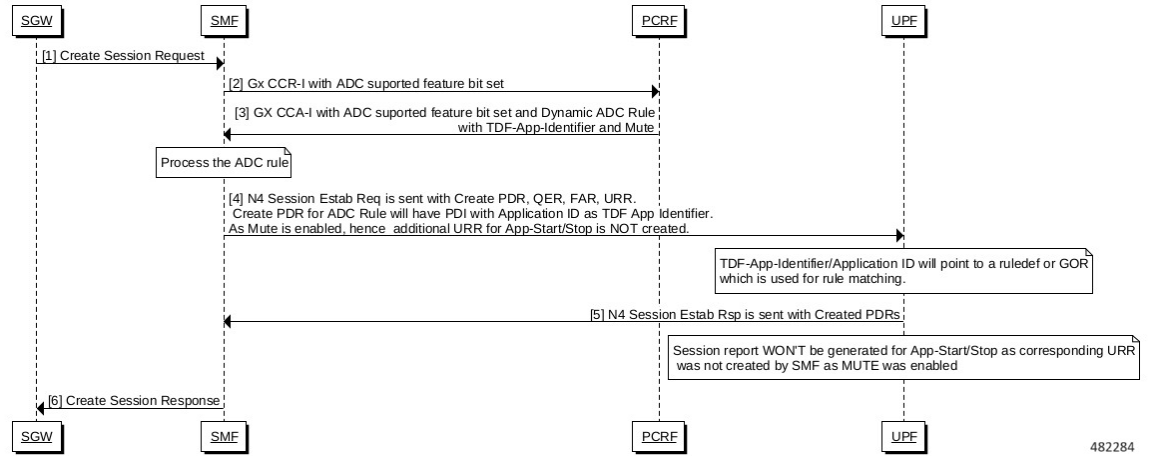 SGW SMF PCRF UPF
[1] Create Session Request
[2] Gx CCR-I with ADC suported feature bit set
[3] GX CCA-I with ADC suported feature bit set and Dynamic ADC Rule
with TDF-App-Identifier and Mute
Process the ADC rule
[4] N4 Session Estab Req is sent with Create PDR, QER, FAR, URR.
Create PDR for ADC Rule will have PDI with Application ID as TDF App Identifier.
As Mute is enabled, hence additional URR for App-Start/Stop is NOT created.
TDF-App-Identifier/Application ID will point to a ruledef or GOR
which is used for rule matching.
[5] N4 Session Estab Rsp is sent with Created PDRs
Session report WON'T be generated for App-Start/Stop as corresponding URR
was not created by SMF as MUTE was enabled
[6] Create Session Response
SGW SMF PCRF UPF
482284